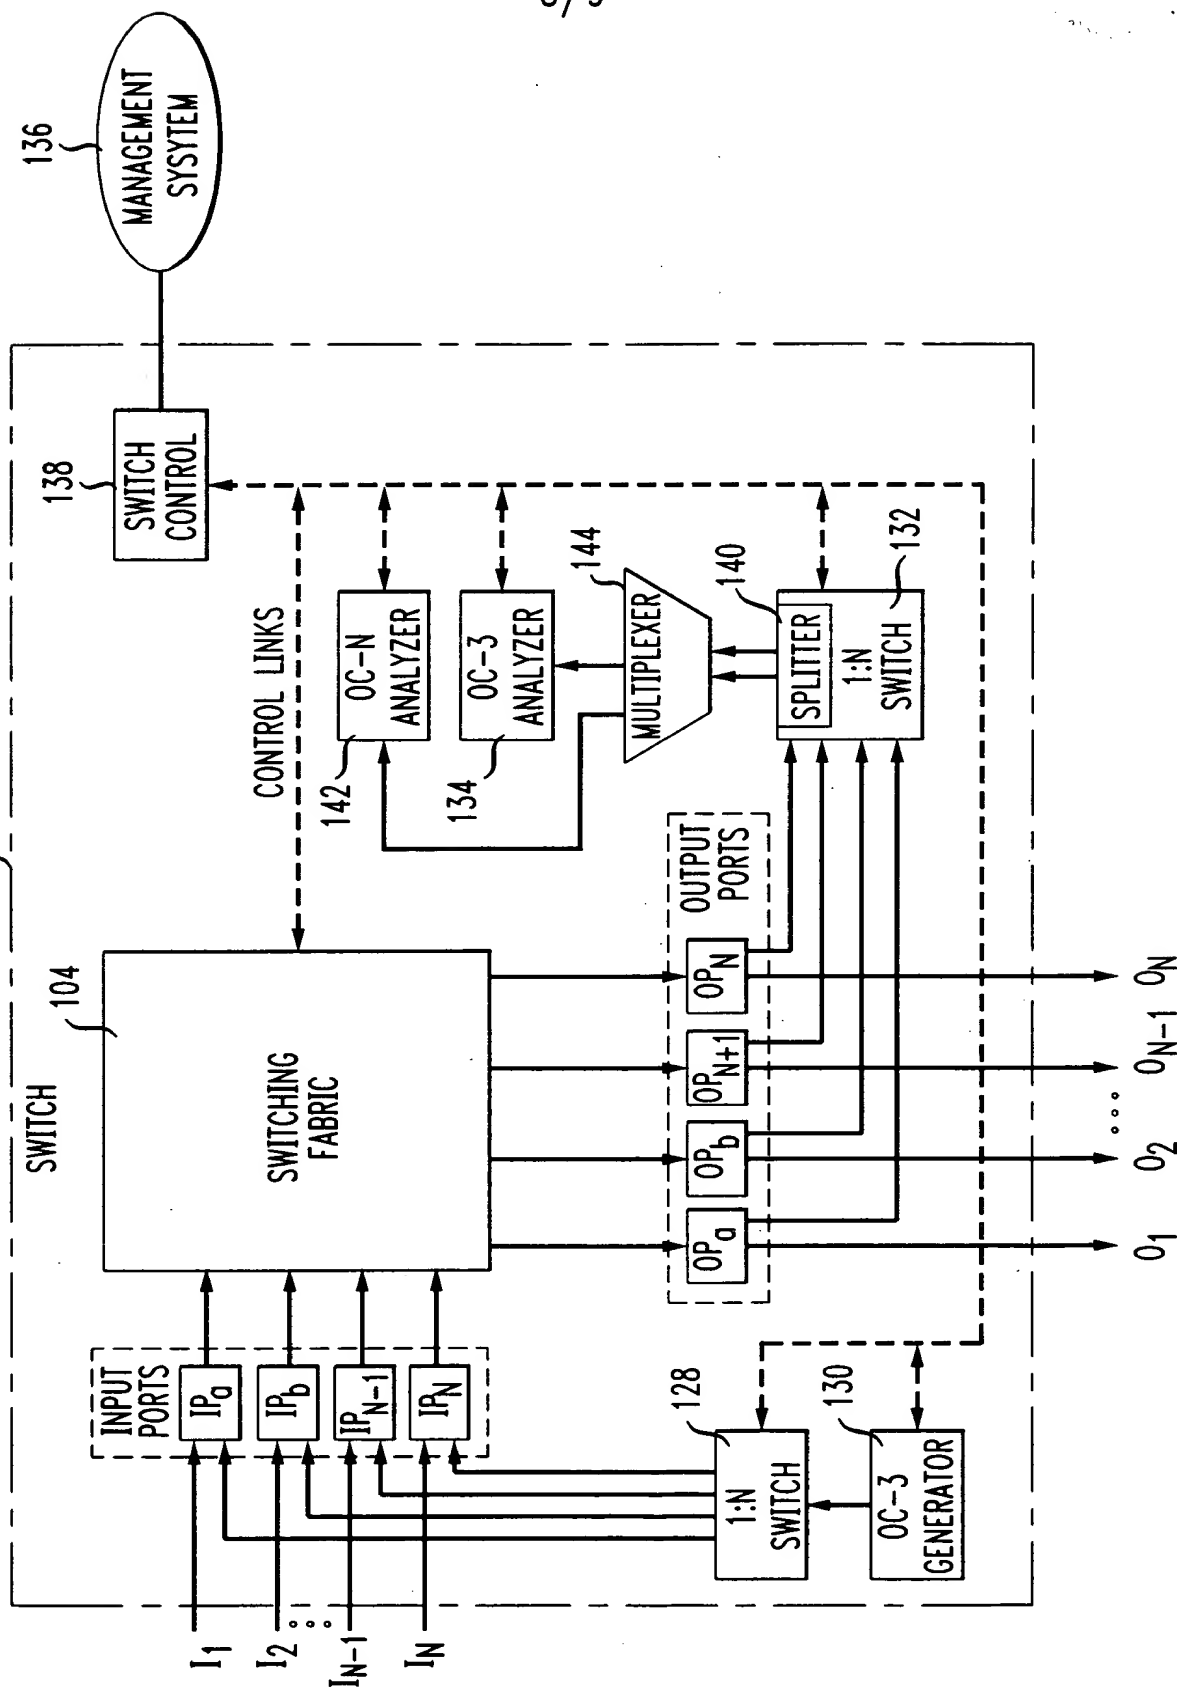 136
MANAGEMENT
SYSYTEM
138
SWITCH
CONTROL
SWITCH
104
SWITCHING
FABRIC
CONTROL LINKS
142
OC-N
ANALYZER
134
OC-3
ANALYZER
144
MULTIPLEXER
140
SPLITTER
1:N
SWITCH
132
INPUT
PORTS
IPa
IPb
IPN-1
IPN
I1
I2
IN-1
IN
OUTPUT
PORTS
OPN
OPN+1
OPb
OPa
128
1:N
SWITCH
130
OC-3
GENERATOR
O1
O2
ON-1
ON